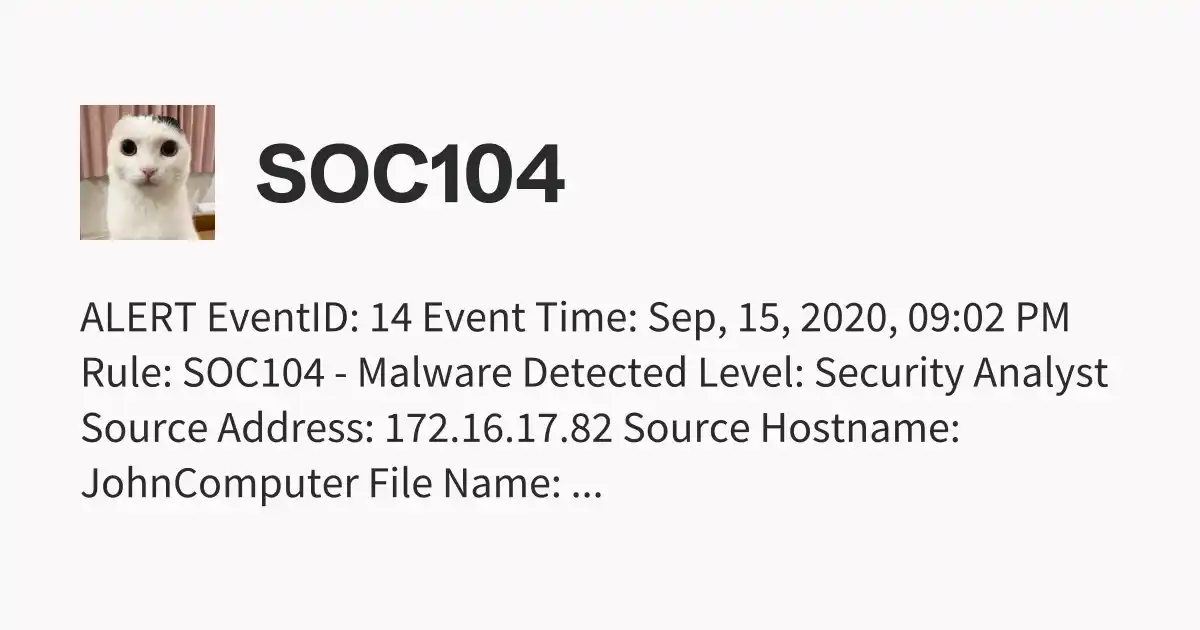 SOC104
ALERT EventID: 14 Event Time: Sep, 15, 2020, 09:02 PM
Rule: SOC104 - Malware Detected Level: Security Analyst
Source Address: 172.16.17.82 Source Hostname:
JohnComputer File Name: ...